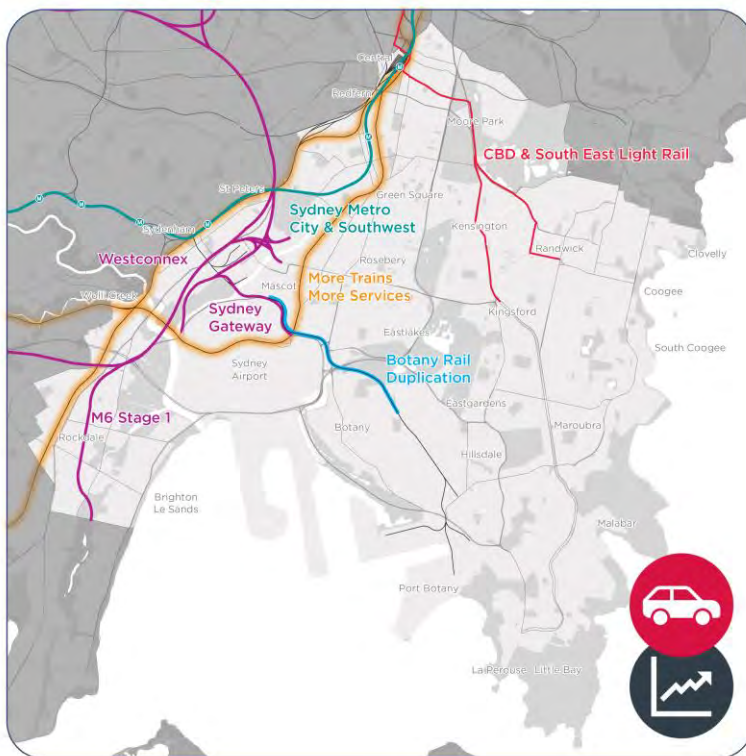 Central
Redfern
Moore Park
CBD & South East Light Rail
St Peters
Green Square
Sydney Metro
City & Southwest
Kensington
Randwick
Clovelly
Sydenham
Westconnex
Rosebery
Coogee
Wolli Creek
Mascot
More Trains
More Services
Sydney
Gateway
Kingsford
Eastlakes
South Coogee
Sydney
Airport
Botany Rail
Duplication
M6 Stage 1
Eastgardens
Rockdale
Botany
Maroubra
Hillsdale
Brighton
Le Sands
Malabar
Port Botany
La Perouse
Little Bay